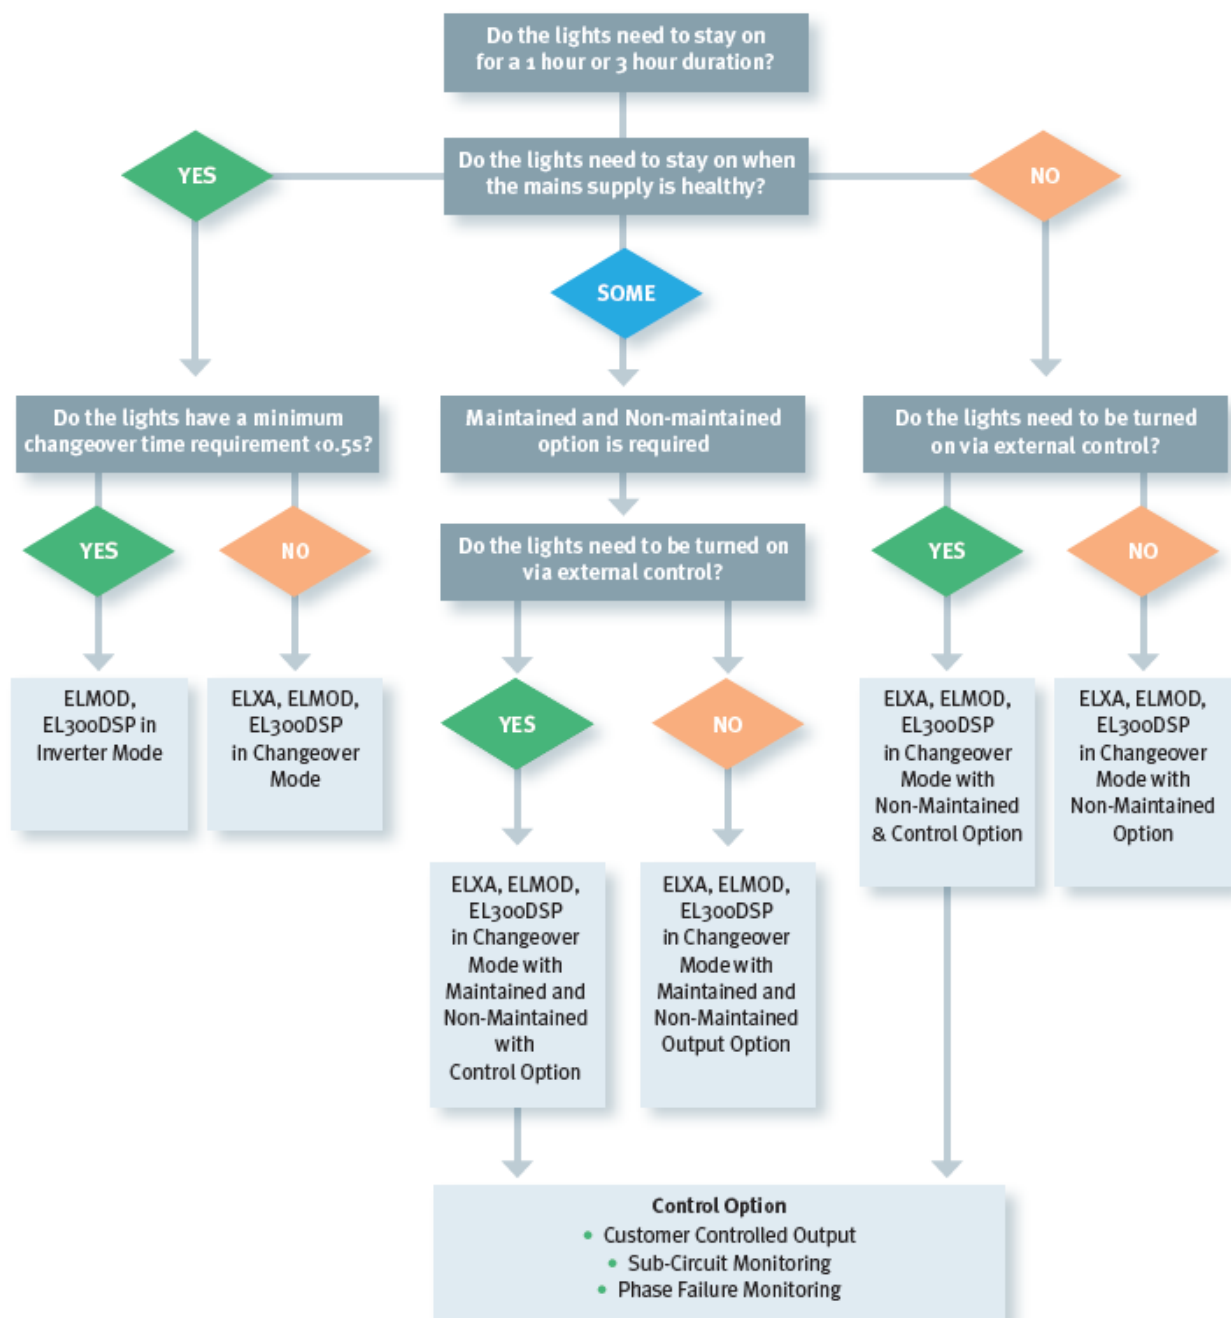 Do the lights need to stay on
for a 1 hour or 3 hour duration?
Do the lights need to stay on when
the mains supply is healthy?
YES
NO
SOME
Do the lights have a minimum
changeover time requirement <0.5s?
Maintained and Non-maintained
option is required
Do the lights need to be turned
on via external control?
YES
NO
Do the lights need to be turned on
via external control?
YES
NO
ELMOD,
EL300DSP in
Inverter Mode
ELXA, ELMOD,
EL300DSP
in Changeover
Mode
YES
NO
ELXA, ELMOD,
EL300DSP
in Changeover
Mode with
Non-Maintained
& Control Option
ELXA, ELMOD,
EL300DSP
in Changeover
Mode with
Non-Maintained
Option
ELXA, ELMOD,
EL300DSP
in Changeover
Mode with
Maintained and
Non-Maintained
with
Control Option
ELXA, ELMOD,
EL300DSP
in Changeover
Mode with
Maintained and
Non-Maintained
Output Option
Control Option
• Customer Controlled Output
• Sub-Circuit Monitoring
• Phase Failure Monitoring